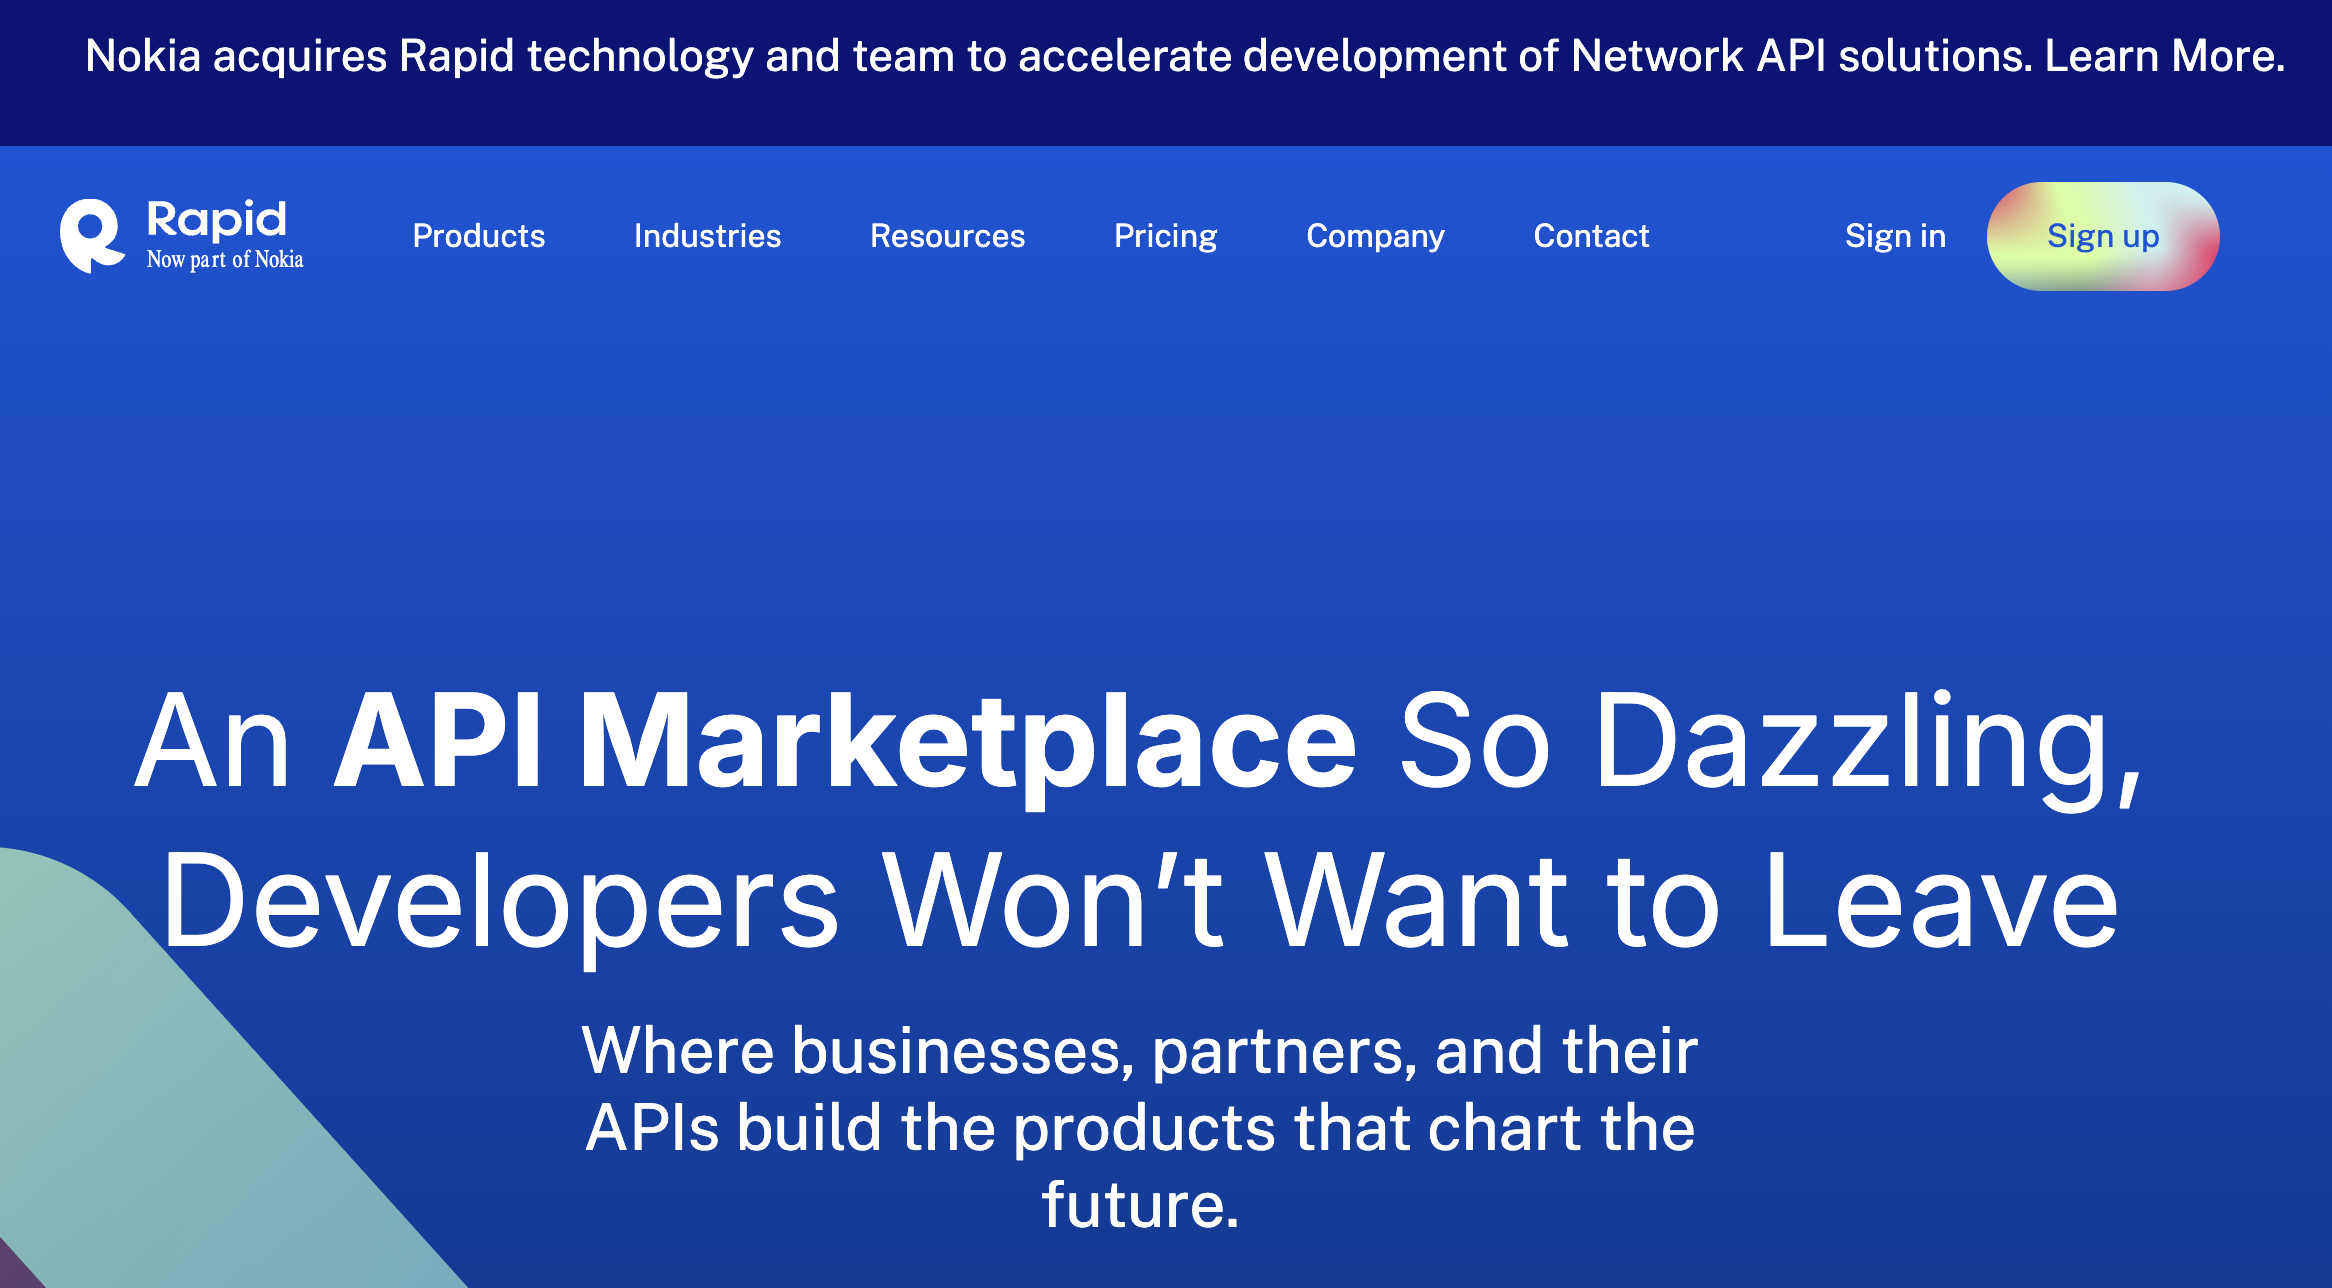 Nokia acquires Rapid technology and team to accelerate development of Network API solutions. Learn More.
Rapid
Now part of Nokia
Products
Industries
Resources
Pricing
Company
Contact
Sign in
Sign up
An API Marketplace So Dazzling,
Developers Won’t Want to Leave
Where businesses, partners, and their
APIs build the products that chart the
future.